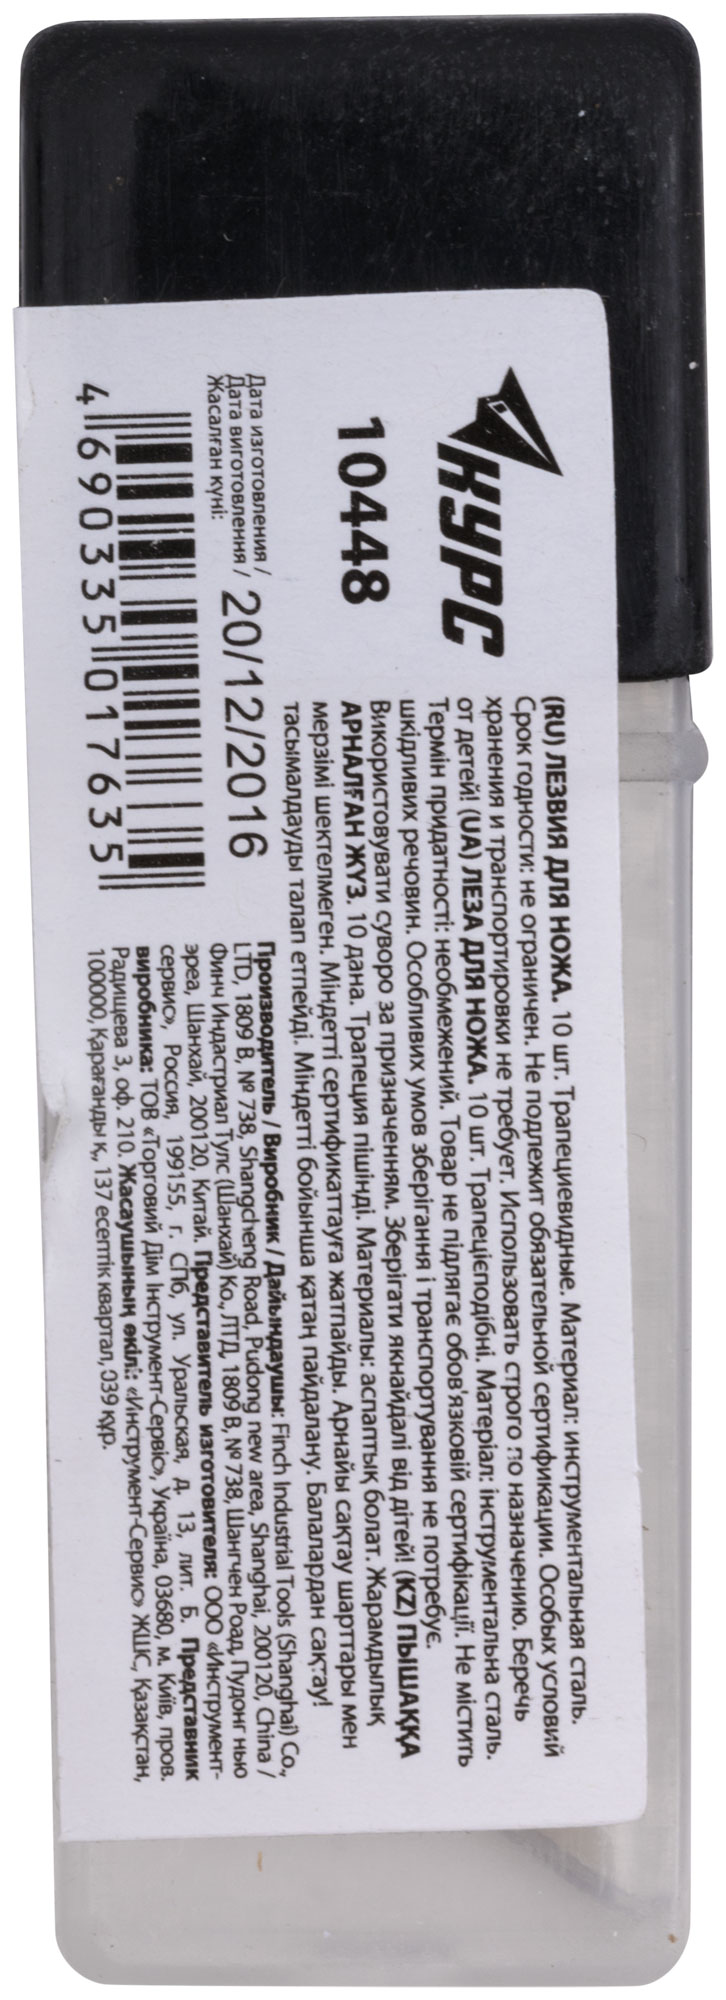 КУРС
10448
Дата изготовления /
Дата виготовлення /
Жасалған күні:
20/12/2016
4 690335 017635
(RU) ЛЕЗВИЯ ДЛЯ НОЖА. 10 шт. Трапециевидные. Материал: инструментальная сталь.
Срок годности: не ограничен. Не подлежит обязательной сертификации. Особых условий
хранения и транспортировки не требует. Использовать строго по назначению. Беречь
от детей! (UA) ЛЕЗА ДЛЯ НОЖА. 10 шт. Трапецієподібні. Матеріал: інструментальна сталь.
Термін придатності: необмежений. Товар не підлягає обов'язковій сертифікації. Не містить
шкідливих речовин. Особливих умов зберігання і транспортування не потребує.
Використовувати суворо за призначенням. Зберігати якнайдалі від дітей! (KZ) ПЫШАҚҚА
АРНАЛҒАН ЖҮЗ. 10 дана. Трапеция пішінді. Материалы: аспаптық болат. Жарамдылық
мерзімі шектелмеген. Міндетті сертификаттауға жатпайды. Арнайы сақтау шарттары мен
тасымалдауды талап етпейді. Міндетті бойынша қатаң пайдалану. Балалардан сақтау!
Производитель / Виробник / Дайындаушы: Finch Industrial Tools (Shanghai) Co.,
LTD, 1809 B, № 738, Shangcheng Road, Pudong new area, Shanghai, 200120, China /
Финч Индастриал Тулс (Шанхай) Ко., ЛТД, 1809 В, № 738, Шангчен Роад, Пудонг нью
эреа, Шанхай, 200120, Китай. Представитель изготовителя: ООО «Инструмент-
сервис», Россия, 199155, г. СПб, ул. Уральская, д. 13, лит. Б. Представник
виробника: ТОВ «Торговий Дім Інструмент-Сервіс», Україна, 03680, м. Київ, пров.
Радищева 3, оф. 210. Жасаушының өкілі: «Инструмент-Сервис» ЖШС, Қазақстан,
100000, Қарағанды қ., 137 есептік квартал, 039 құр.